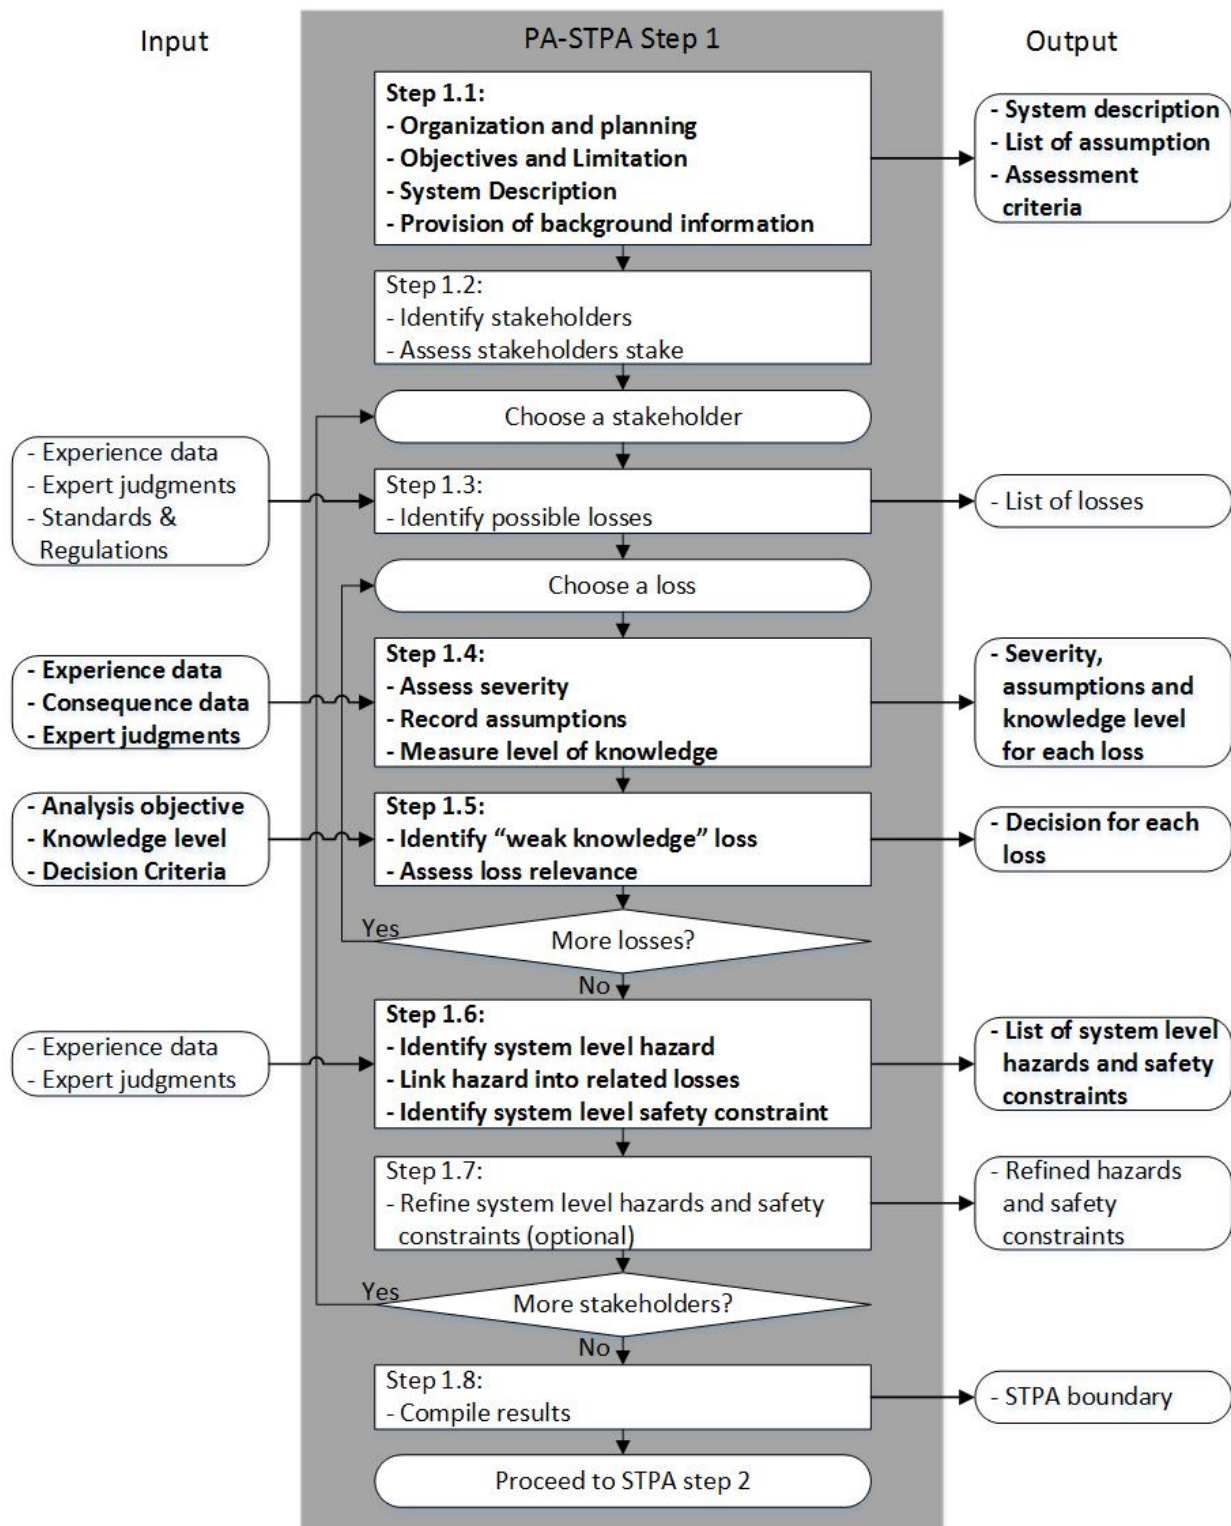 Input
PA-STPA Step 1
Output
Step 1.1:
- Organization and planning
- Objectives and Limitation
- System Description
- Provision of background information
- System description
- List of assumption
- Assessment
criteria
Step 1.2:
- Identify stakeholders
- Assess stakeholders stake
Choose a stakeholder
- Experience data
- Expert judgments
- Standards &
Regulations
Step 1.3:
- Identify possible losses
- List of losses
Choose a loss
- Experience data
- Consequence data
- Expert judgments
Step 1.4:
- Assess severity
- Record assumptions
- Measure level of knowledge
- Severity,
assumptions and
knowledge level
for each loss
- Analysis objective
- Knowledge level
- Decision Criteria
Step 1.5:
- Identify “weak knowledge” loss
- Assess loss relevance
- Decision for each
loss
Yes
More losses?
No
- Experience data
- Expert judgments
Step 1.6:
- Identify system level hazard
- Link hazard into related losses
- Identify system level safety constraint
- List of system level
hazards and safety
constraints
Step 1.7:
- Refine system level hazards and safety
constraints (optional)
- Refined hazards
and safety
constraints
Yes
More stakeholders?
No
Step 1.8:
- Compile results
- STPA boundary
Proceed to STPA step 2